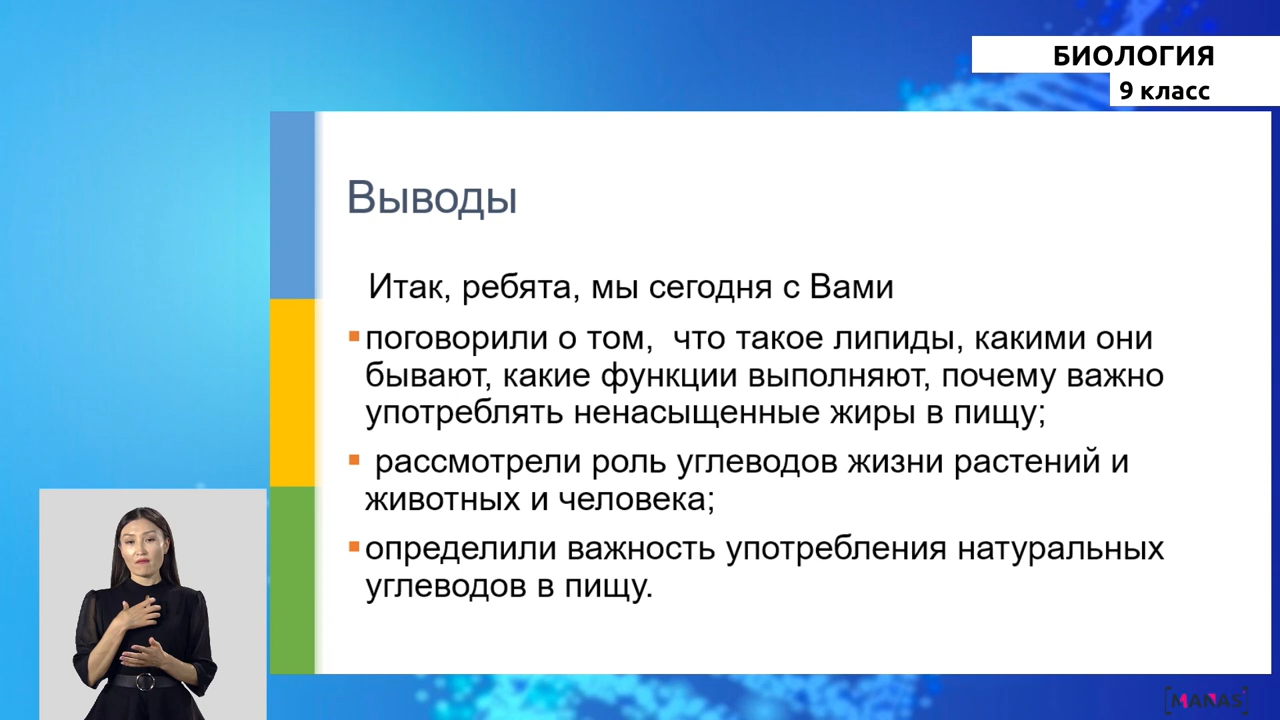 БИОЛОГИЯ
9 класс
Выводы
Итак, ребята, мы сегодня с Вами
поговорили о том, что такое липиды, какими они
бывают, какие функции выполняют, почему важно
употреблять ненасыщенные жиры в пищу;
рассмотрели роль углеводов жизни растений и
животных и человека;
определили важность употребления натуральных
углеводов в пищу.
MANAS